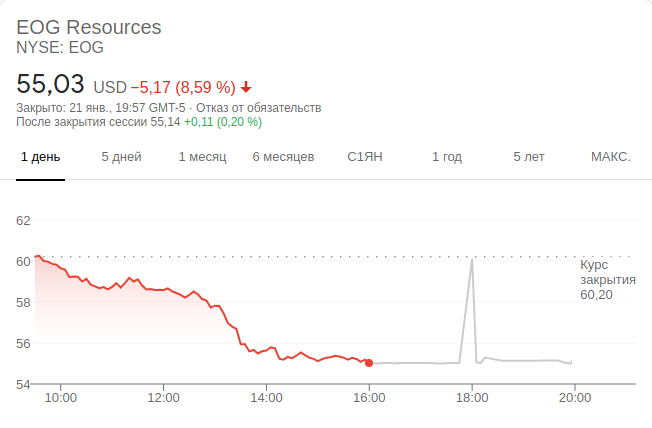 EOG Resources
NYSE: EOG
55,03 USD −5,17 (8,59 %)
Закрыто: 21 янв., 19:57 GMT-5 · Отказ от обязательств
После закрытия сессии 55,14 +0,11 (0,20 %)
1 день 5 дней 1 месяц 6 месяцев С1ЯН 1 год 5 лет МАКС.
62
60
58
56
54
Курс
закрытия
60,20
10:00 12:00 14:00 16:00 18:00 20:00